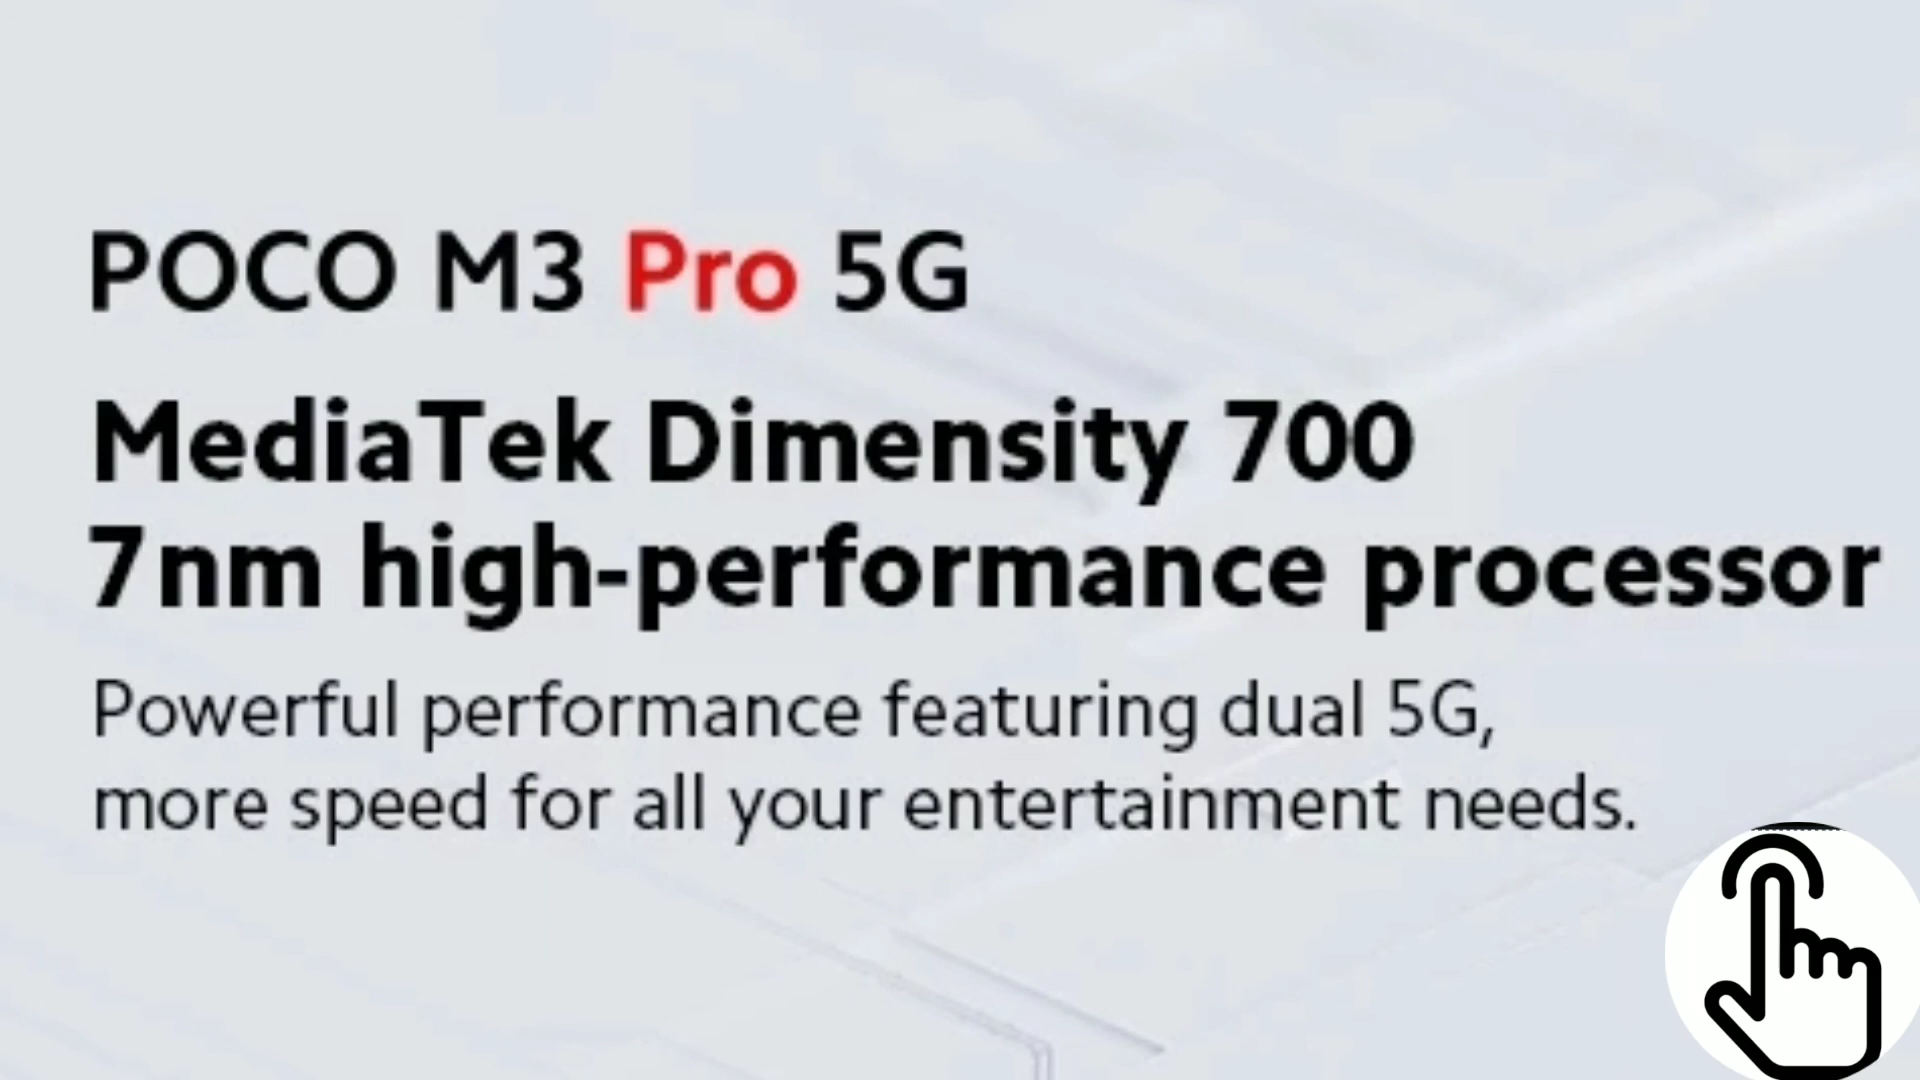 POCO M3 Pro 5G
MediaTek Dimensity 700
7nm high-performance processor
Powerful performance featuring dual 5G,
more speed for all your entertainment needs.